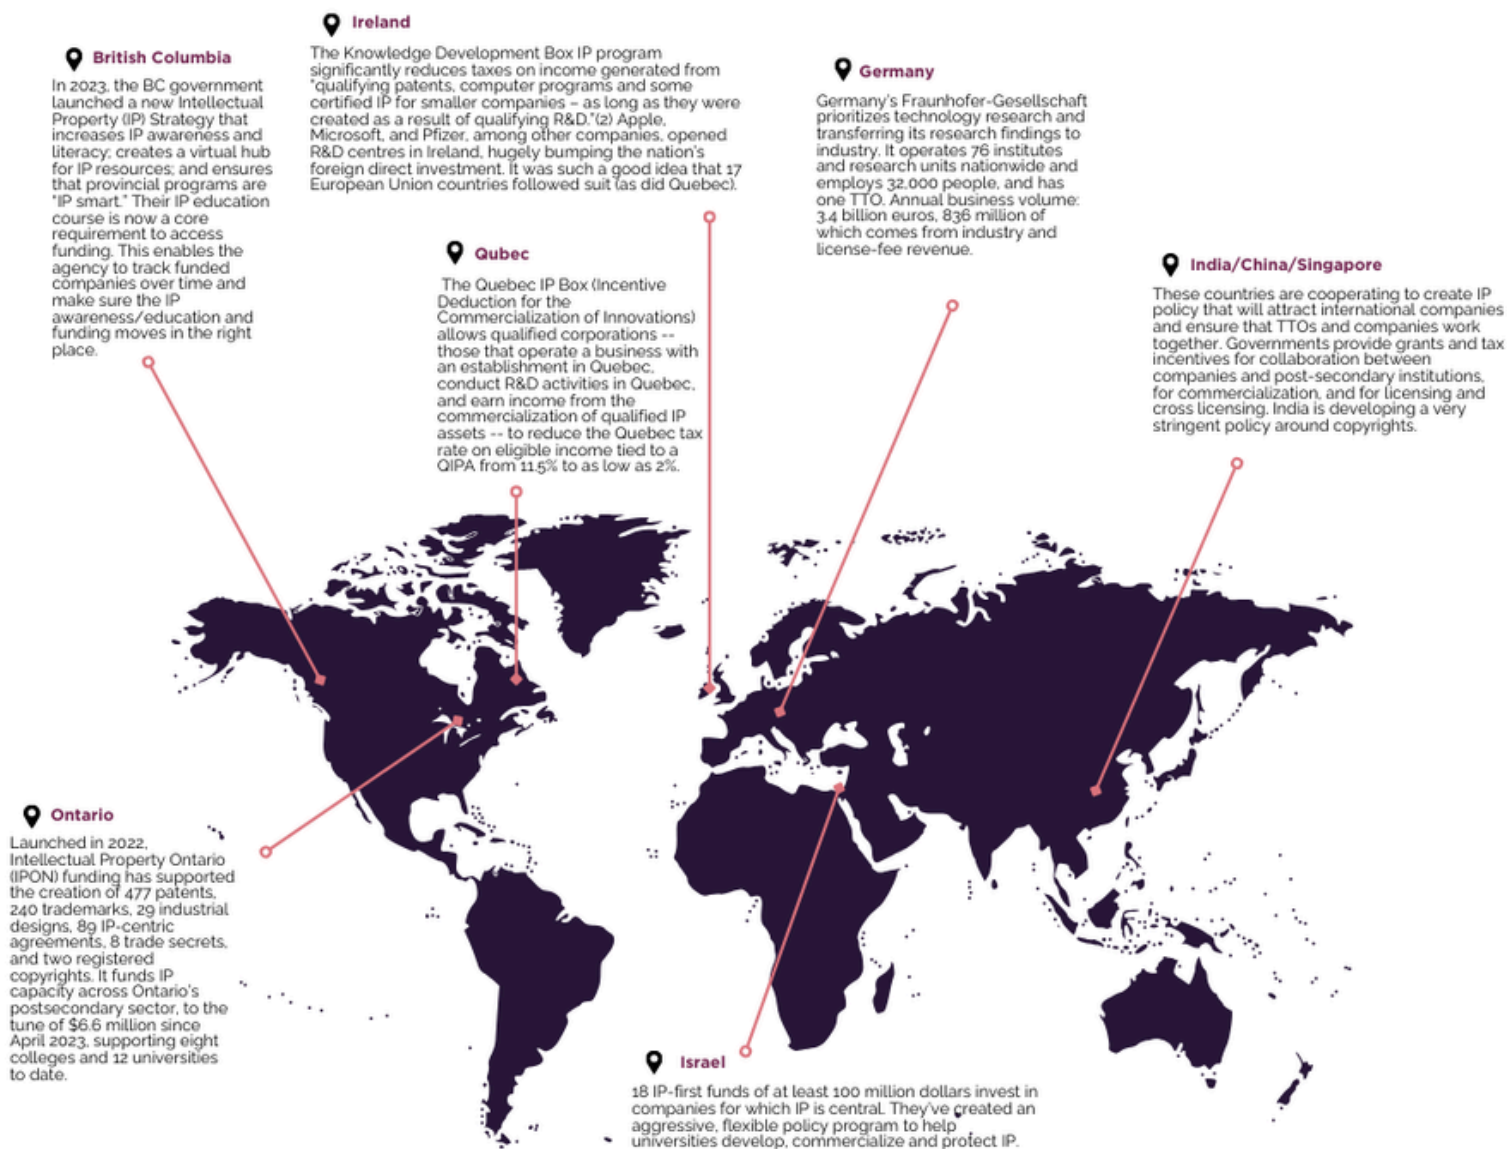 Ireland
The Knowledge Development Box IP program
significantly reduces taxes on income generated from
"qualifying patents, computer programs and some
certified IP for smaller companies – as long as they were
created as a result of qualifying R&D."(2) Apple,
Microsoft, and Pfizer, among other companies, opened
R&D centres in Ireland, hugely bumping the nation's
foreign direct investment. It was such a good idea that 17
European Union countries followed suit (as did Quebec).
British Columbia
In 2023, the BC government
launched a new Intellectual
Property (IP) Strategy that
increases IP awareness and
literacy; creates a virtual hub
for IP resources; and ensures
that provincial programs are
"IP smart." Their IP education
course is now a core
requirement to access
funding. This enables the
agency to track funded
companies over time and
make sure the IP
awareness/education and
funding moves in the right
place.
Germany
Germany's Fraunhofer-Gesellschaft
prioritizes technology research and
transferring its research findings to
industry. It operates 76 institutes
and research units nationwide and
employs 32,000 people, and has
one TTO. Annual business volume:
3.4 billion euros, 836 million of
which comes from industry and
license-fee revenue.
Qubec
The Quebec IP Box (Incentive
Deduction for the
Commercialization of Innovations)
allows qualified corporations --
those that operate a business with
an establishment in Quebec,
conduct R&D activities in Quebec,
and earn income from the
commercialization of qualified IP
assets -- to reduce the Quebec tax
rate on eligible income tied to a
QIPA from 11.5% to as low as 2%.
India/China/Singapore
These countries are cooperating to create IP
policy that will attract international companies
and ensure that TTOs and companies work
together. Governments provide grants and tax
incentives for collaboration between
companies and post-secondary institutions,
for commercialization, and for licensing and
cross licensing. India is developing a very
stringent policy around copyrights.
Ontario
Launched in 2022,
Intellectual Property Ontario
(IPON) funding has supported
the creation of 477 patents,
240 trademarks, 29 industrial
designs, 89 IP-centric
agreements, 8 trade secrets,
and two registered
copyrights. It funds IP
capacity across Ontario's
postsecondary sector, to the
tune of $6.6 million since
April 2023, supporting eight
colleges and 12 universities
to date.
Israel
18 IP-first funds of at least 100 million dollars invest in
companies for which IP is central. They've created an
aggressive, flexible policy program to help
universities develop, commercialize and protect IP.